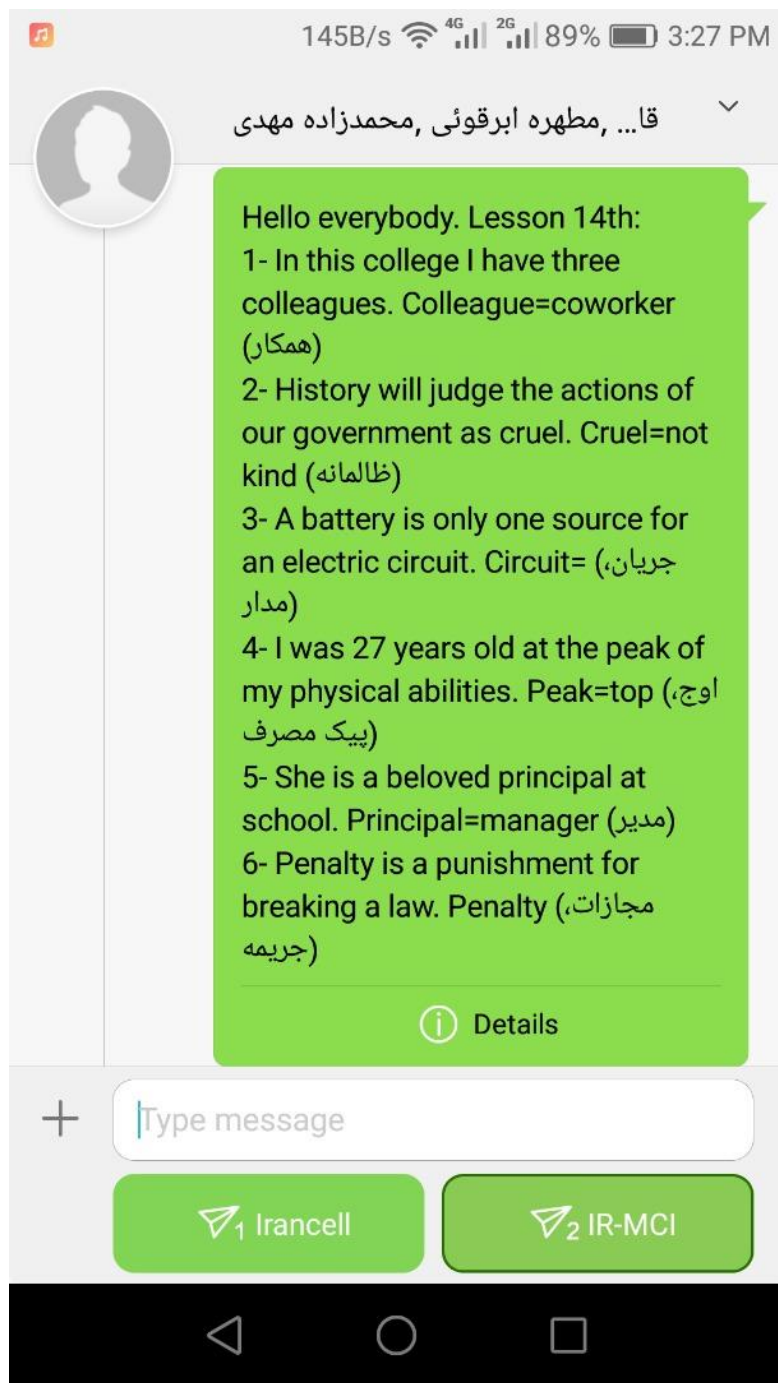 145B/s 4G 2G 89% 3:27 PM
قا... ,مطهره ابرقوئی ,محمدزاده مهدی
Hello everybody. Lesson 14th:
1- In this college I have three
colleagues. Colleague=coworker
(همکار)
2- History will judge the actions of
our government as cruel. Cruel=not
kind (ظالمانه)
3- A battery is only one source for
an electric circuit. Circuit= (جریان،
مدار)
4- I was 27 years old at the peak of
my physical abilities. Peak=top (اوج،
پیک مصرف)
5- She is a beloved principal at
school. Principal=manager (مدیر)
6- Penalty is a punishment for
breaking a law. Penalty (مجازات،
جریمه)
Details
Type message
1 Irancell
2 IR-MCI